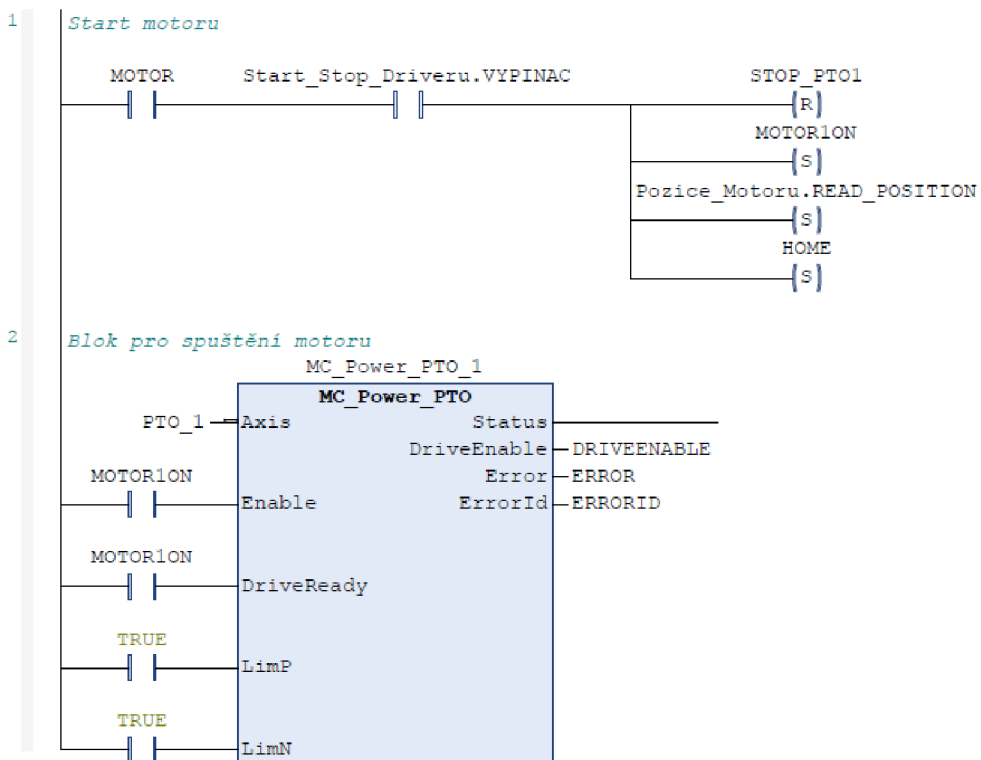 1 Start motoru
MOTOR Start_Stop_Driveru.VYPINAC STOP_PTO1
R
MOTOR1ON
S
Pozice_Motoru.READ_POSITION
S
HOME
S
2 Blok pro spuštění motoru
MC_Power_PTO_1
MC_Power_PTO
PTO_1 Axis Status
DriveEnable DRIVEENABLE
MOTOR1ON Error ERROR
Enable ErrorId ERRORID
MOTOR1ON
DriveReady
TRUE
LimP
TRUE
LimN